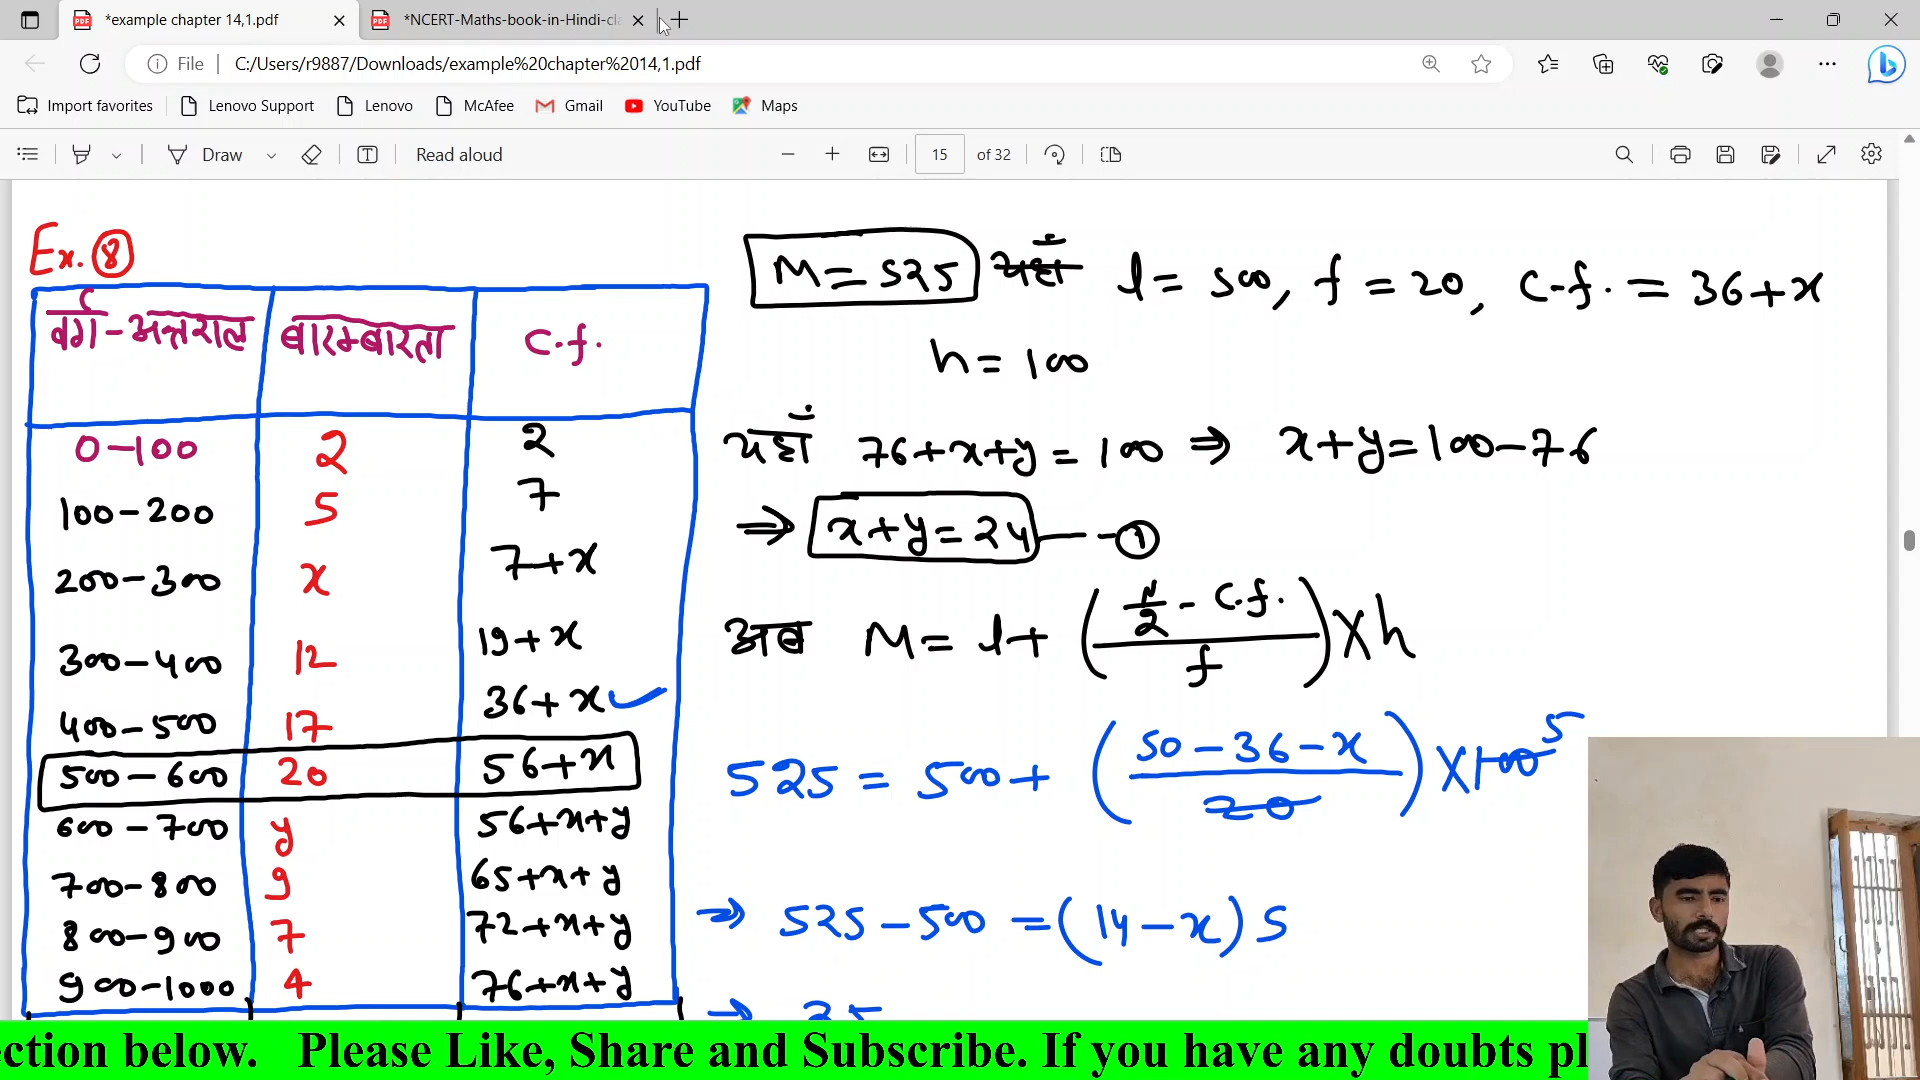 *example chapter 14,1.pdf
*NCERT-Maths-book-in-Hindi-cla
File
C:/Users/r9887/Downloads/example%20chapter%2014,1.pdf
Import favorites
Lenovo Support
Lenovo
McAfee
Gmail
YouTube
Maps
Draw
Read aloud
15 of 32
Ex. 8
वर्ग-अन्तराल बारम्बारता C.f.
0-100 2 2
100-200 5 7
200-300 x 7+x
300-400 12 19+x
400-500 17 36+x
500-600 20 56+x
600-700 y 56+x+y
700-800 9 65+x+y
800-900 7 72+x+y
900-1000 4 76+x+y
M = 525 यहाँ l = 500, f = 20, C.f. = 36+x
h = 100
यहाँ 76+x+y = 100 ⇒ x+y = 100-76
⇒ x+y = 24 -- ①
अब M = l + (N/2 - C.f. / f) × h
525 = 500 + (50-36-x / 20) × 100 5
⇒ 525-500 = (14-x) 5
ction below. Please Like, Share and Subscribe. If you have any doubts pl